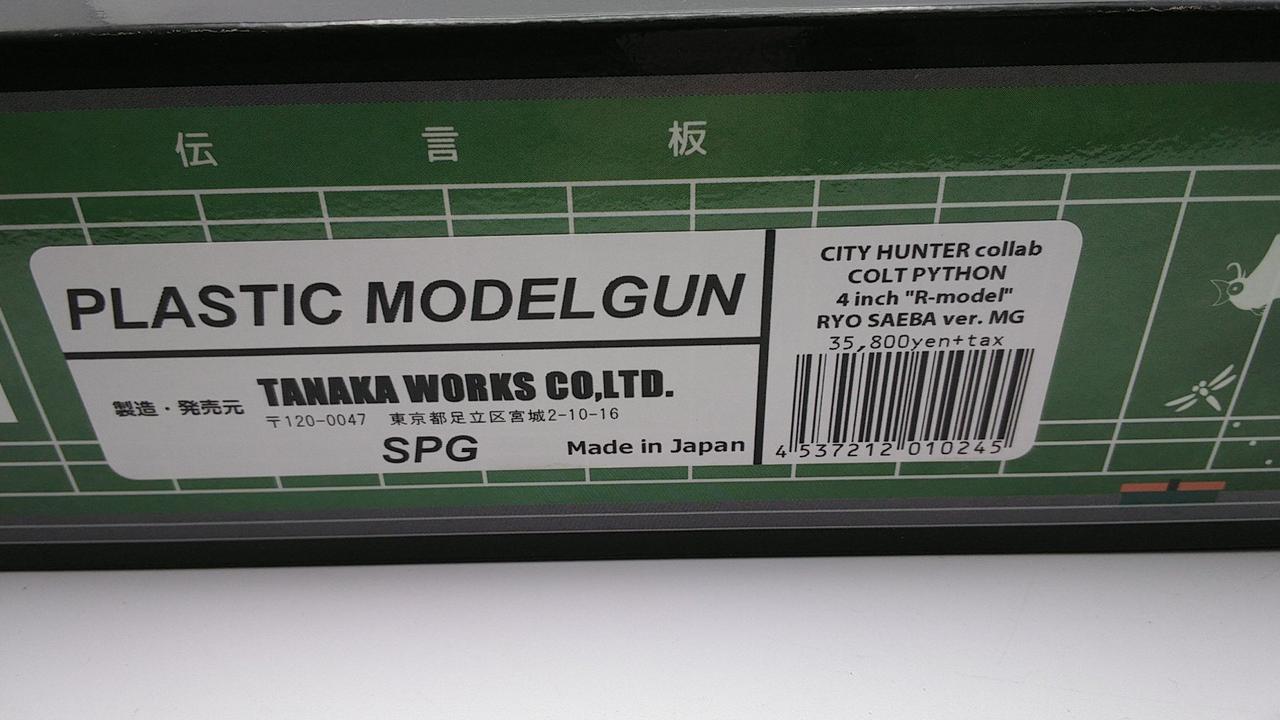 伝言板
PLASTIC MODELGUN
製造・発売元
TANAKA WORKS CO,LTD.
〒120-0047 東京都足立区宮城2-10-16
SPG
Made in Japan
CITY HUNTER collab
COLT PYTHON
4 inch "R-model"
RYO SAEBA ver. MG
35,800yen+tax
4 537212 010245